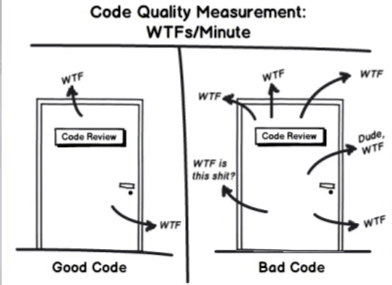 Code Quality Measurement:
WTFs/Minute
WTF
Code Review
WTF
Good Code
WTF
WTF
WTF
Code Review
Dude,
WTF
WTF is
this shit?
WTF
Bad Code